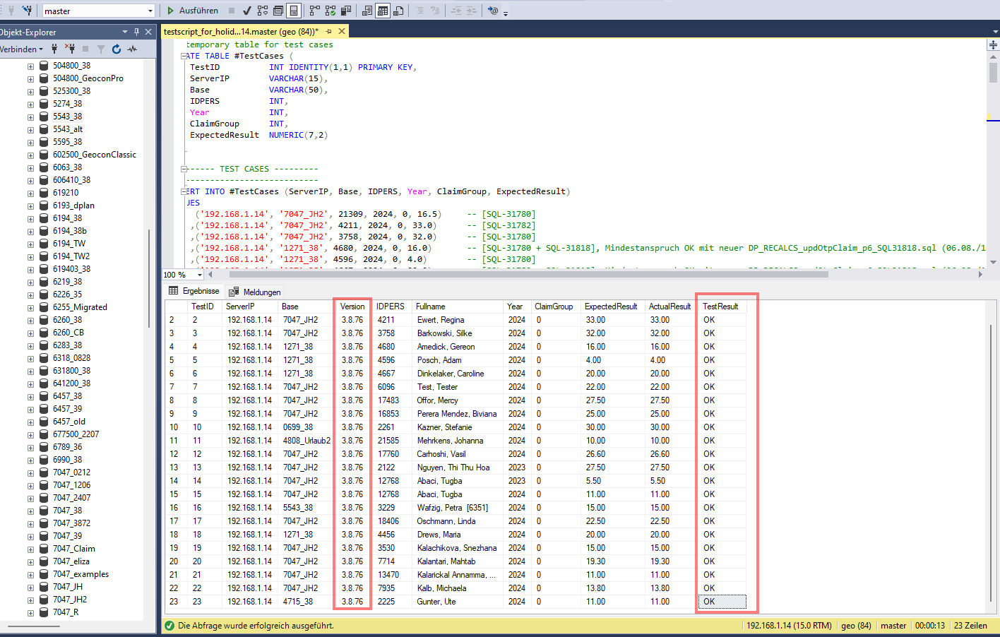 master
Ausführen
Objekt-Explorer
Verbinden
504800_38
504800_GeoconPro
525300_38
5274_38
5543_38
5543_alt
5595_38
602500_GeoconClassic
6063_38
606410_38
619210
6193_dplan
6194_38
6194_38b
6194_TW
6194_TW2
619403_38
6219_38
6226_35
6255_Migrated
6260_38
6260_CB
6283_38
6318_0828
631800_38
641200_38
6457_38
6457_39
6457_old
677500_2207
6789_36
6990_38
7047_0212
7047_1206
7047_2407
7047_38
7047_3872
7047_39
7047_Claim
7047_eliza
7047_examples
7047_JH
7047_JH2
7047_R
testscript_for_holid...14.master (geo (84))*
temporary table for test cases
ATE TABLE #TestCases (
TestID INT IDENTITY(1,1) PRIMARY KEY,
ServerIP VARCHAR(15),
Base VARCHAR(50),
IDPERS INT,
Year INT,
ClaimGroup INT,
ExpectedResult NUMERIC(7,2)
------ TEST CASES ---------
---------------------------
ERT INTO #TestCases (ServerIP, Base, IDPERS, Year, ClaimGroup, ExpectedResult)
UES
('192.168.1.14', '7047_JH2', 21309, 2024, 0, 16.5) -- [SQL-31780]
,('192.168.1.14', '7047_JH2', 4211, 2024, 0, 33.0) -- [SQL-31782]
,('192.168.1.14', '7047_JH2', 3758, 2024, 0, 32.0) -- [SQL-31780]
,('192.168.1.14', '1271_38', 4680, 2024, 0, 16.0) -- [SQL-31780 + SQL-31818], Mindestanspruch OK mit neuer DP_RECALCS_updOtpClaim_p6_SQL31818.sql (06.08./1
,('192.168.1.14', '1271_38', 4596, 2024, 0, 4.0) -- [SQL-31780]
100 %
Ergebnisse Meldungen
TestID ServerIP Base Version IDPERS Fullname Year ClaimGroup ExpectedResult ActualResult TestResult
2 2 192.168.1.14 7047_JH2 3.8.76 4211 Ewert, Regina 2024 0 33.00 33.00 OK
3 3 192.168.1.14 7047_JH2 3.8.76 3758 Barkowski, Silke 2024 0 32.00 32.00 OK
4 4 192.168.1.14 1271_38 3.8.76 4680 Amedick, Gereon 2024 0 16.00 16.00 OK
5 5 192.168.1.14 1271_38 3.8.76 4596 Posch, Adam 2024 0 4.00 4.00 OK
6 6 192.168.1.14 1271_38 3.8.76 4667 Dinkelaker, Caroline 2024 0 20.00 20.00 OK
7 7 192.168.1.14 7047_JH2 3.8.76 6096 Test, Tester 2024 0 22.00 22.00 OK
8 8 192.168.1.14 7047_JH2 3.8.76 17483 Offor, Mercy 2024 0 27.50 27.50 OK
9 9 192.168.1.14 7047_JH2 3.8.76 16853 Perera Mendez, Biviana 2024 0 25.00 25.00 OK
10 10 192.168.1.14 0699_38 3.8.76 2261 Kazner, Stefanie 2024 0 30.00 30.00 OK
11 11 192.168.1.14 4808_Urlaub2 3.8.76 21585 Mehrkens, Johanna 2024 0 10.00 10.00 OK
12 12 192.168.1.14 7047_JH2 3.8.76 17760 Carhoshi, Vasil 2024 0 26.60 26.60 OK
13 13 192.168.1.14 7047_JH2 3.8.76 2122 Nguyen, Thi Thu Hoa 2023 0 27.50 27.50 OK
14 14 192.168.1.14 7047_JH2 3.8.76 12768 Abaci, Tugba 2023 0 5.50 5.50 OK
15 15 192.168.1.14 7047_JH2 3.8.76 12768 Abaci, Tugba 2024 0 11.00 11.00 OK
16 16 192.168.1.14 5543_38 3.8.76 3229 Wafzig, Petra [6351] 2024 0 15.00 15.00 OK
17 17 192.168.1.14 7047_JH2 3.8.76 18406 Oschmann, Linda 2024 0 22.50 22.50 OK
18 18 192.168.1.14 1271_38 3.8.76 4456 Drews, Maria 2024 0 20.00 20.00 OK
19 19 192.168.1.14 7047_JH2 3.8.76 3530 Kalachikova, Snezhana 2024 0 15.00 15.00 OK
20 20 192.168.1.14 7047_JH2 3.8.76 7714 Kalantari, Mahtab 2024 0 19.30 19.30 OK
21 21 192.168.1.14 7047_JH2 3.8.76 13470 Kalarickal Annamma, ... 2024 0 11.00 11.00 OK
22 22 192.168.1.14 7047_JH2 3.8.76 7935 Kalb, Michaela 2024 0 13.80 13.80 OK
23 23 192.168.1.14 4715_38 3.8.76 2225 Gunter, Ute 2024 0 11.00 11.00 OK
Die Abfrage wurde erfolgreich ausgeführt. 192.168.1.14 (15.0 RTM) geo (84) master 00:00:13 23 Zeilen